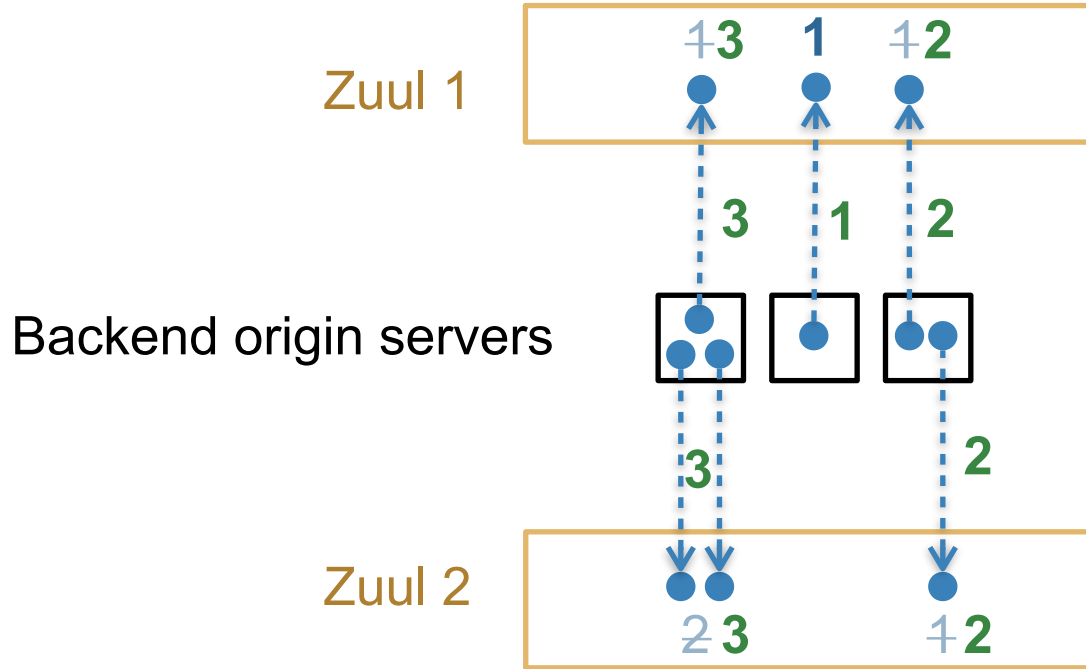 1 3 1 1 2
Zuul 1
3 1 2
Backend origin servers
3 2
Zuul 2
2 3 1 2